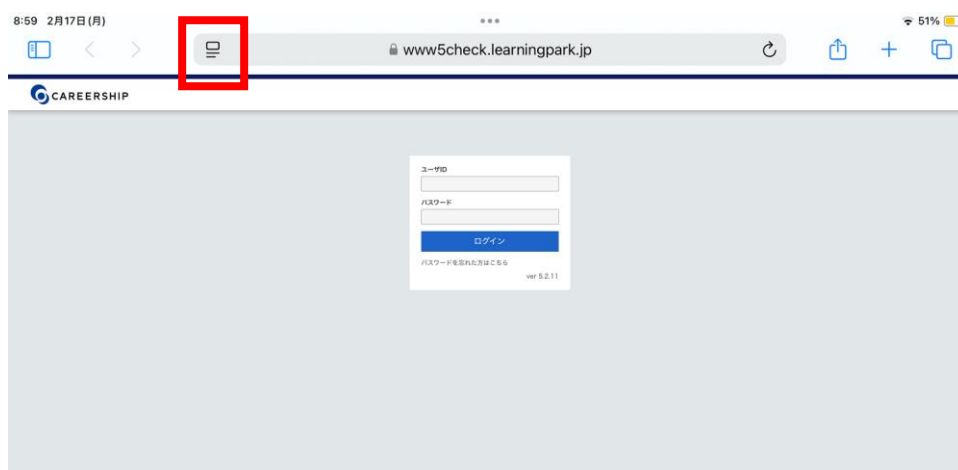 8:59 2月17日(月)
51%
www5check.learningpark.jp
CAREERSHIP
ユーザID
パスワード
ログイン
パスワードを忘れた方はこちら
ver 5.2.11